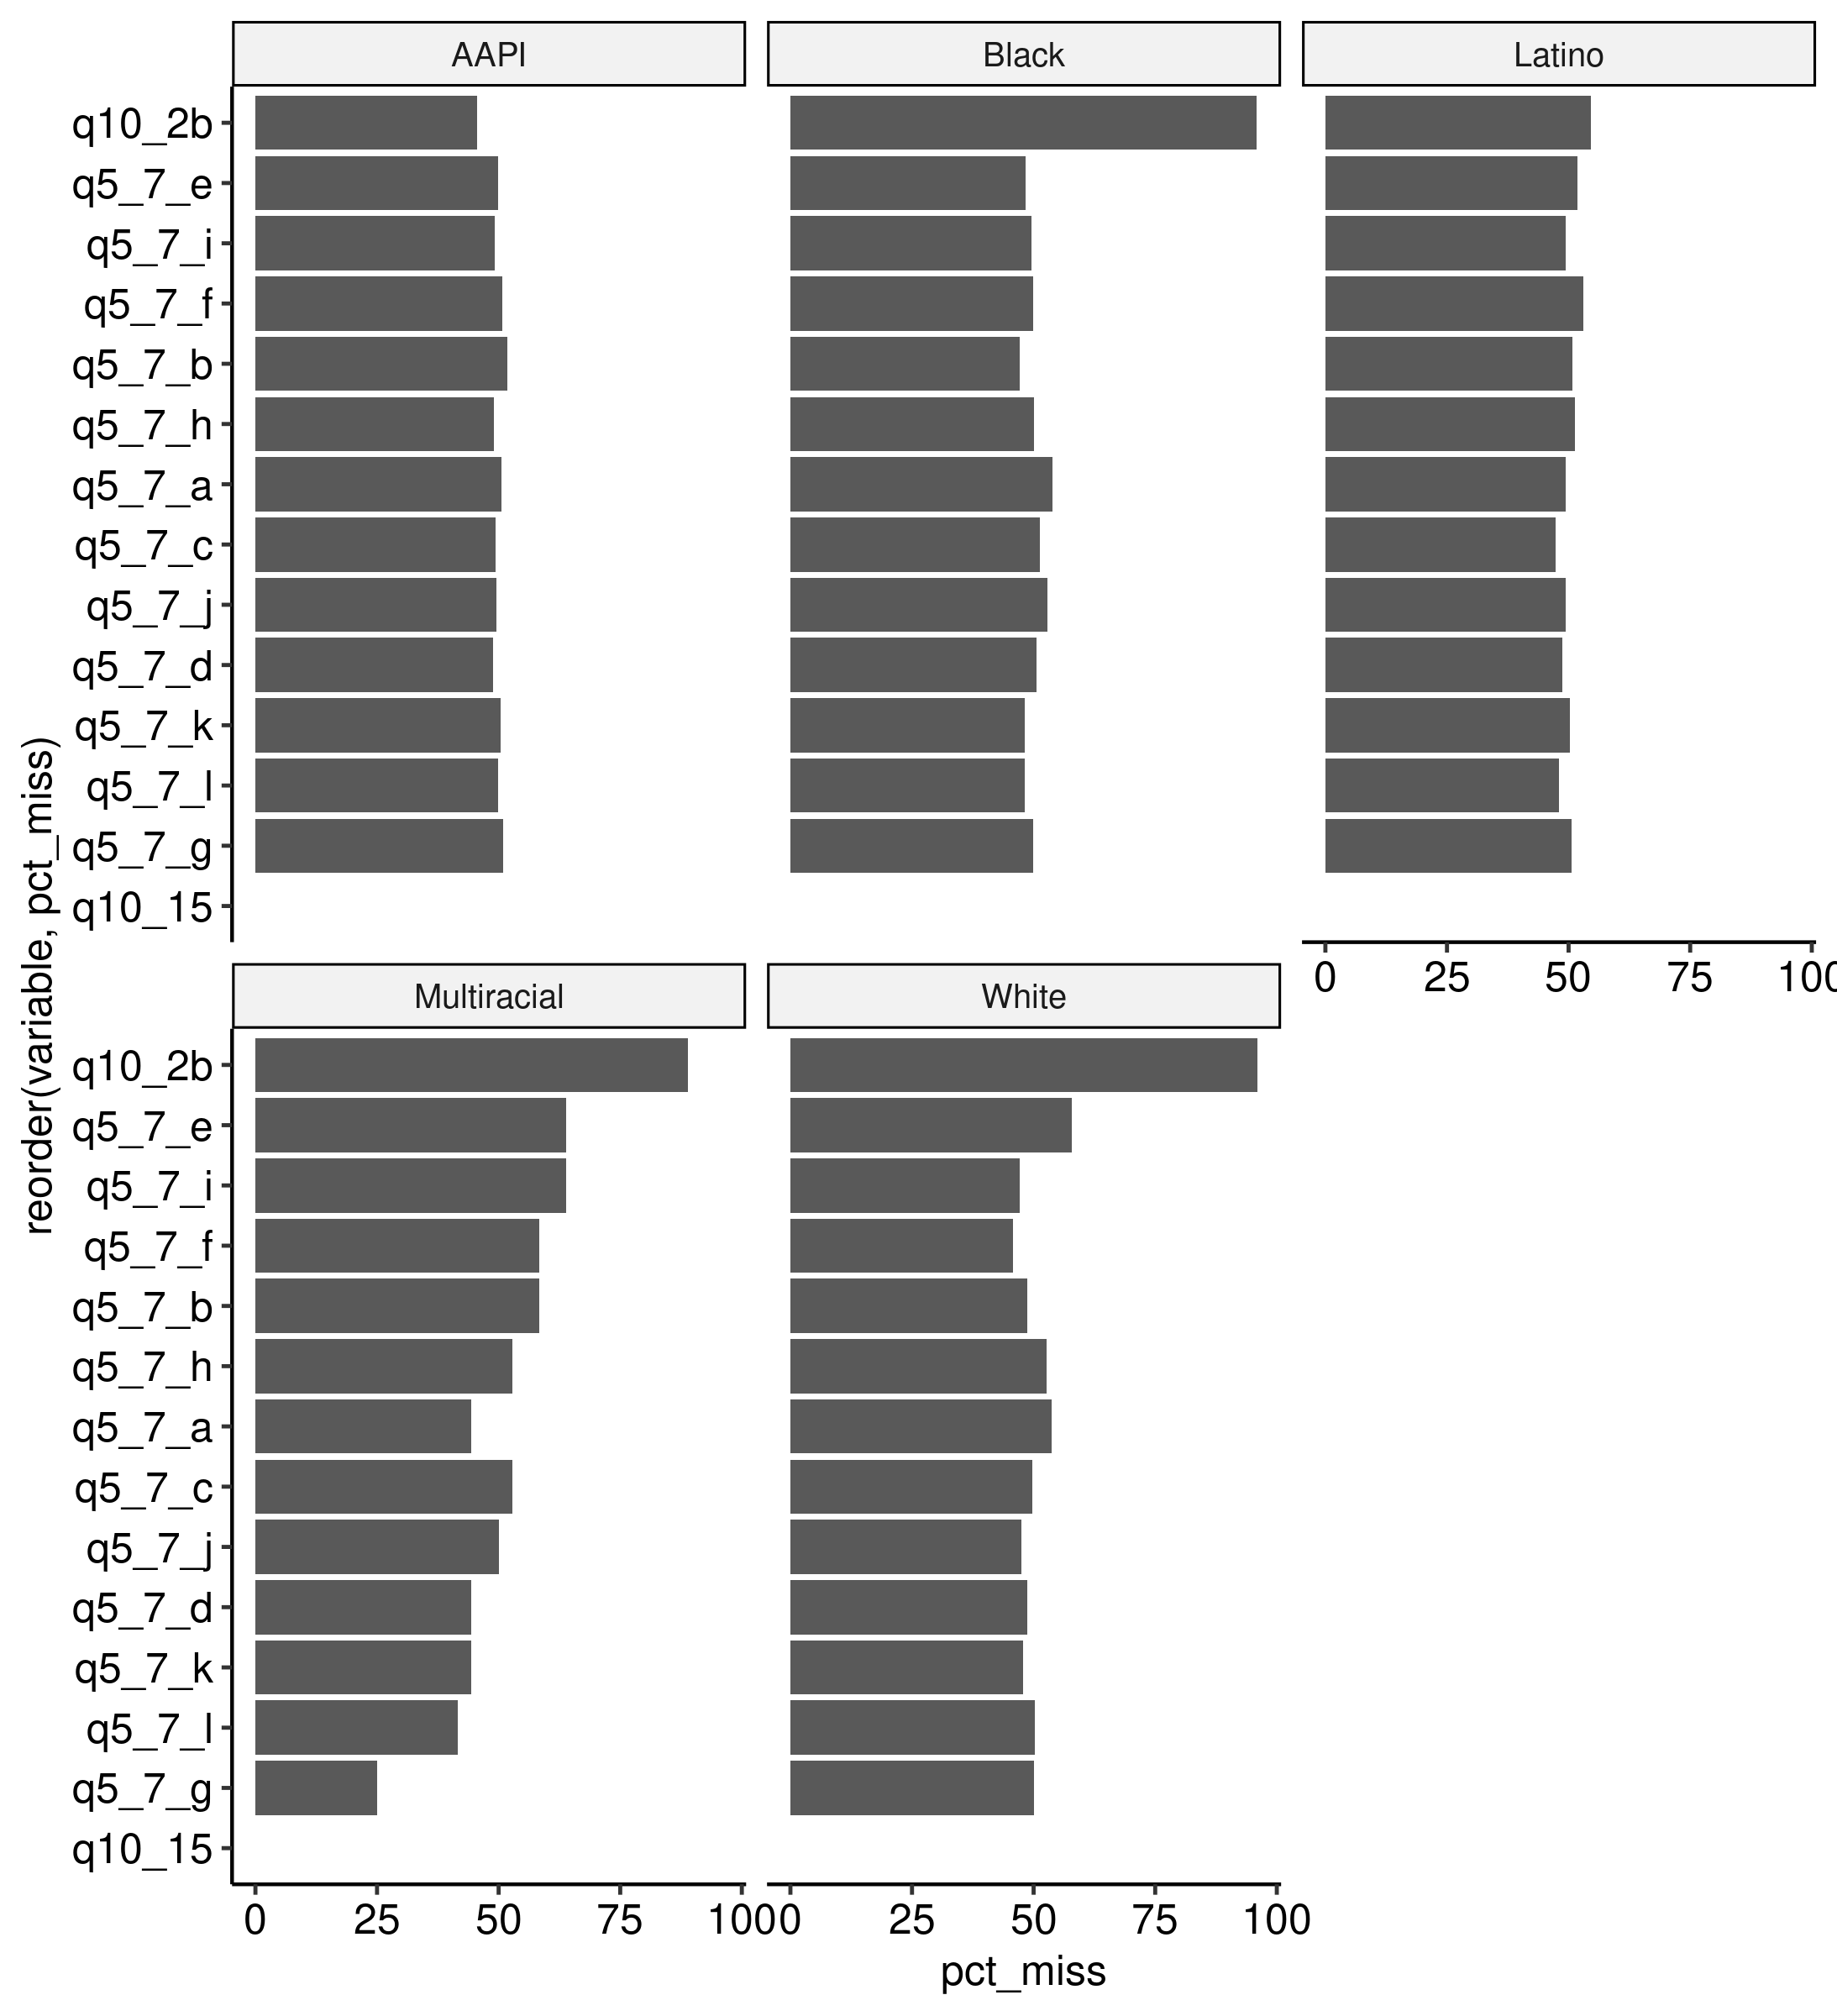 AAPI Black Latino
q10_2b
q5_7_e
q5_7_i
q5_7_f
q5_7_b
q5_7_h
q5_7_a
q5_7_c
q5_7_j
q5_7_d
q5_7_k
q5_7_l
q5_7_g
q10_15
0 25 50 75 100
Multiracial White
q10_2b
q5_7_e
q5_7_i
q5_7_f
q5_7_b
q5_7_h
q5_7_a
q5_7_c
q5_7_j
q5_7_d
q5_7_k
q5_7_l
q5_7_g
q10_15
0 25 50 75 100 0 25 50 75 100
pct_miss
reorder(variable, pct_miss)